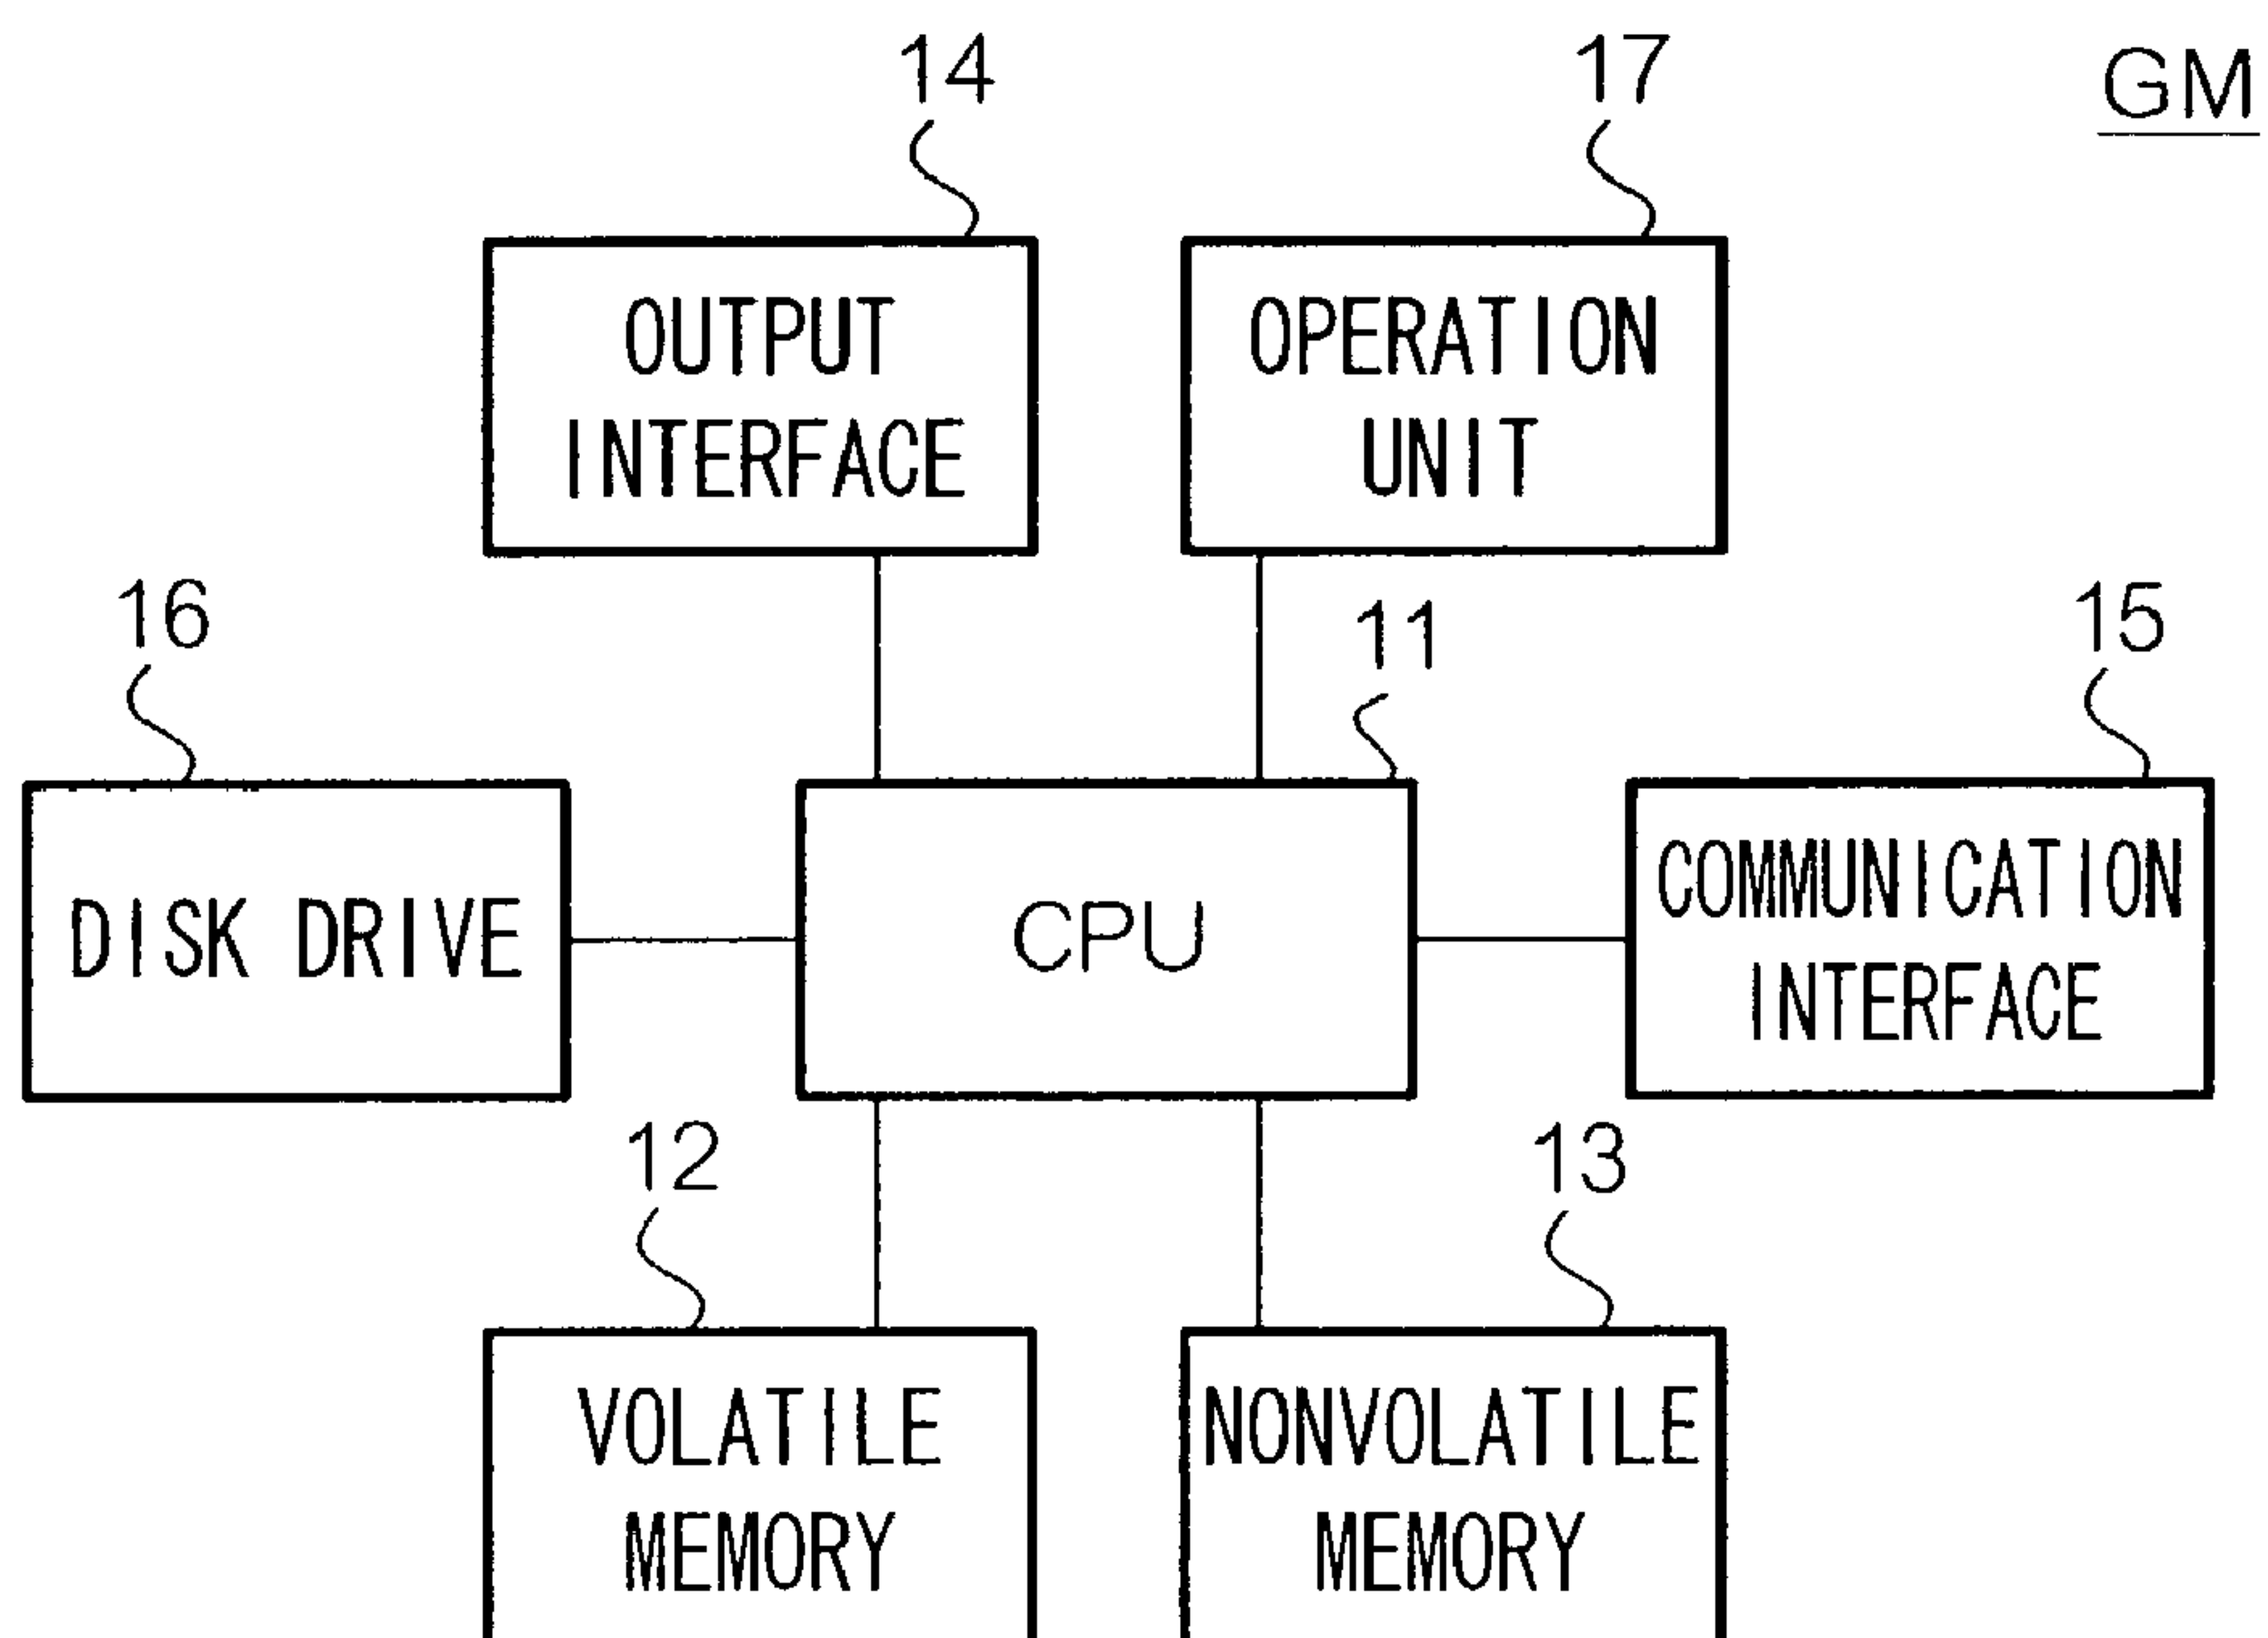 14
17
GM
OUTPUT
INTERFACE
OPERATION
UNIT
16
11
15
DISK DRIVE
CPU
COMMUNICATION
INTERFACE
12
13
VOLATILE
MEMORY
NONVOLATILE
MEMORY